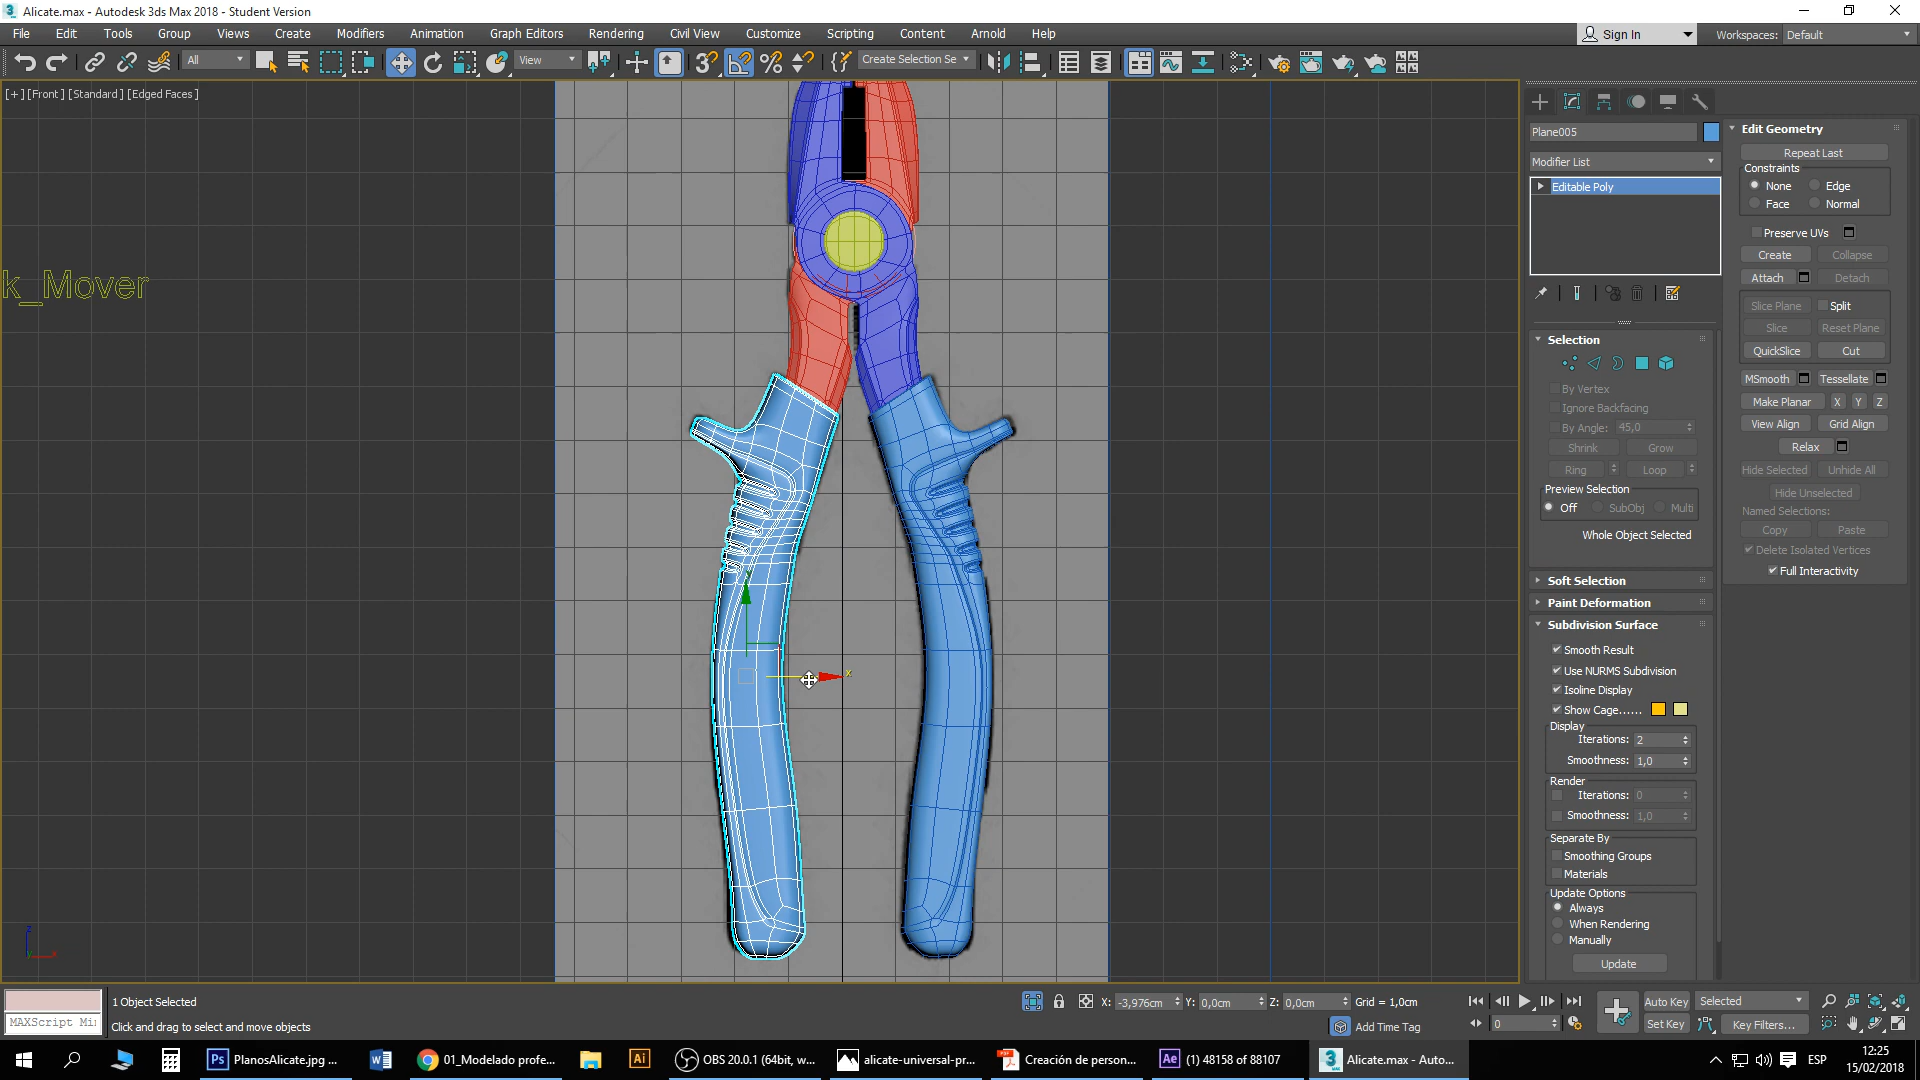 Alicate.max - Autodesk 3ds Max 2018 - Student Version
File Edit Tools Group Views Create Modifiers Animation Graph Editors Rendering Civil View Customize Scripting Content Arnold Help
Sign In Workspaces: Default
All View Create Selection Se
[+] [Front ] [Standard ] [Edged Faces ]
k_Mover
x
Plane005
Modifier List
Editable Poly
Selection
By Vertex
Ignore Backfacing
By Angle: 45,0
Shrink Grow
Ring Loop
Preview Selection
Off SubObj Multi
Whole Object Selected
Soft Selection
Paint Deformation
Subdivision Surface
Smooth Result
Use NURMS Subdivision
Isoline Display
Show Cage......
Display
Iterations: 2
Smoothness: 1,0
Render
Iterations: 0
Smoothness: 1,0
Separate By
Smoothing Groups
Materials
Update Options
Always
When Rendering
Manually
Update
Edit Geometry
Repeat Last
Constraints
None Edge
Face Normal
Preserve UVs
Create Collapse
Attach Detach
Slice Plane Split
Slice Reset Plane
QuickSlice Cut
MSmooth Tessellate
Make Planar X Y Z
View Align Grid Align
Relax
Hide Selected Unhide All
Hide Unselected
Named Selections:
Copy Paste
Delete Isolated Vertices
Full Interactivity
1 Object Selected
X: -3,976cm Y: 0,0cm Z: 0,0cm Grid = 1,0cm
Auto Key Selected
MAXScript Mi
Click and drag to select and move objects
Add Time Tag
0
Set Key Key Filters...
PlanosAlicate.jpg ...
01_Modelado profe...
OBS 20.0.1 (64bit, w...
alicate-universal-pr...
Creación de person...
(1) 48158 of 88107
Alicate.max - Auto...
ESP
12:25
15/02/2018